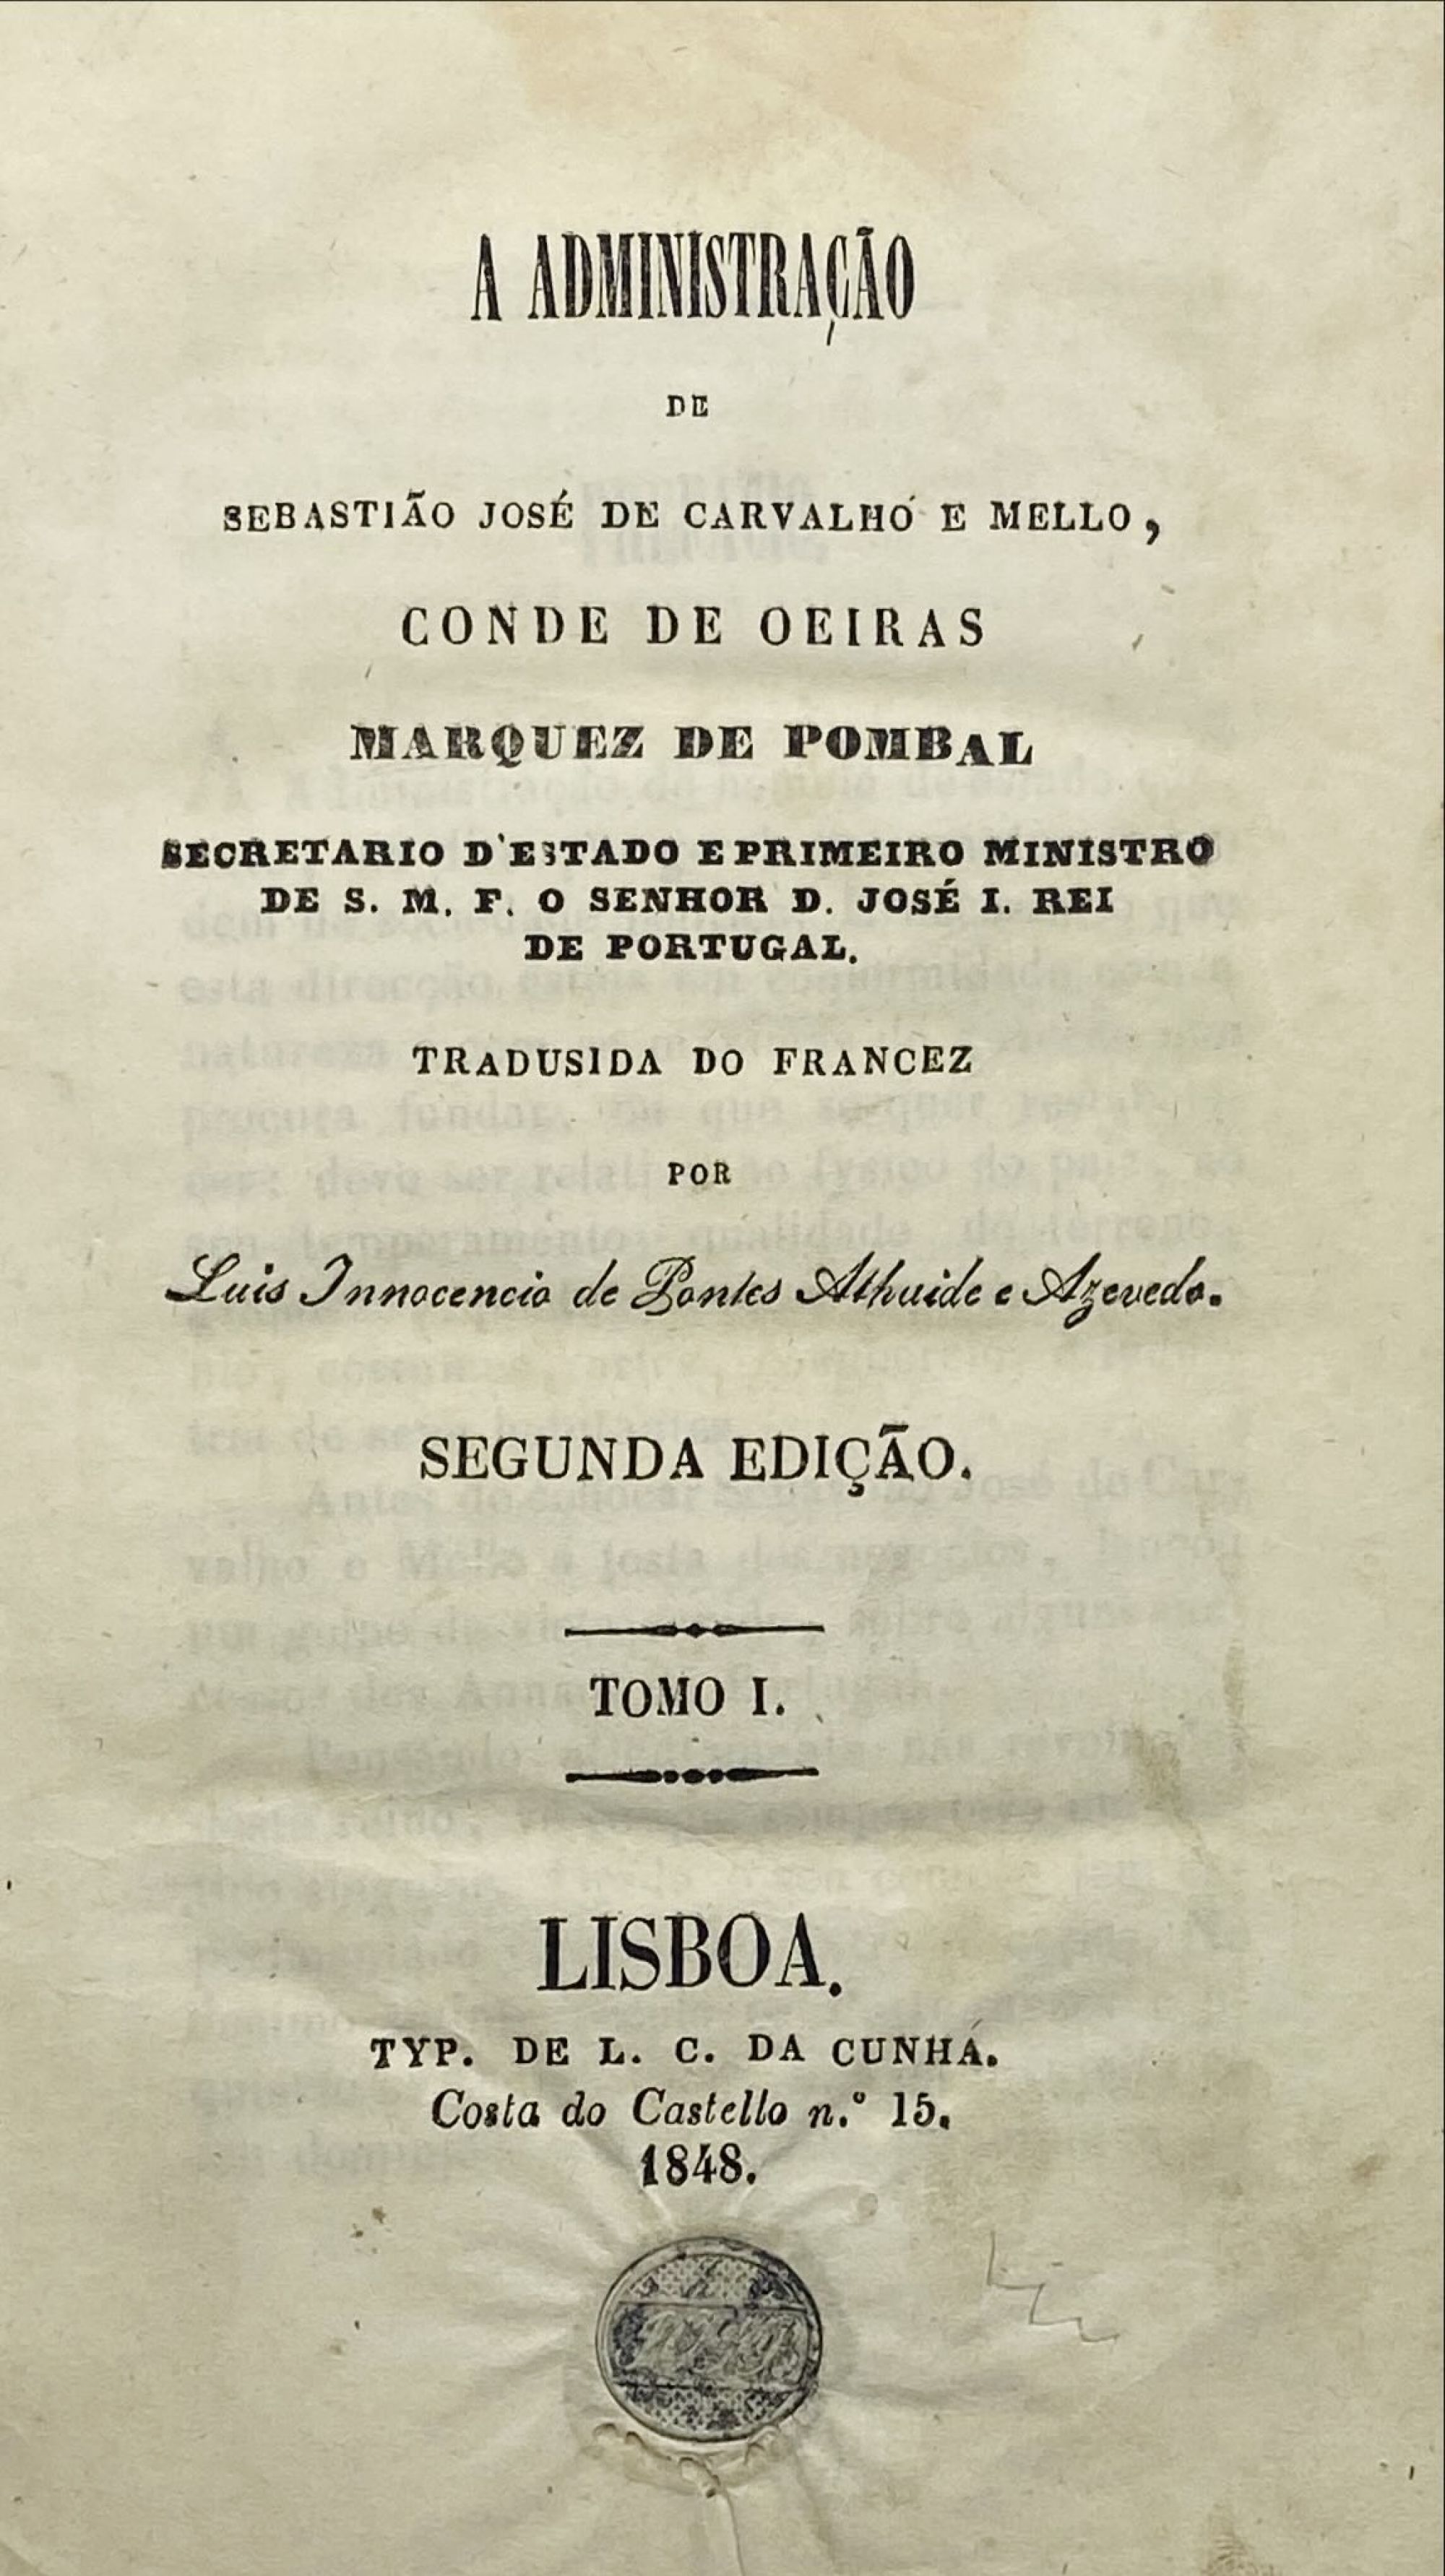 A ADMINISTRAÇÃO
DE
SEBASTIÃO JOSÉ DE CARVALHO E MELLO,
CONDE DE OEIRAS
MARQUEZ DE POMBAL
SECRETARIO D'ESTADO E PRIMEIRO MINISTRO
DE S. M. F. O SENHOR D. JOSÉ I. REI
DE PORTUGAL.
TRADUSIDA DO FRANCEZ
POR
Luis Innocencio de Pontes Athaide e Azevedo.
SEGUNDA EDIÇÃO.
TOMO I.
LISBOA.
TYP. DE L. C. DA CUNHA.
Costa do Castello n.º 15.
1848.